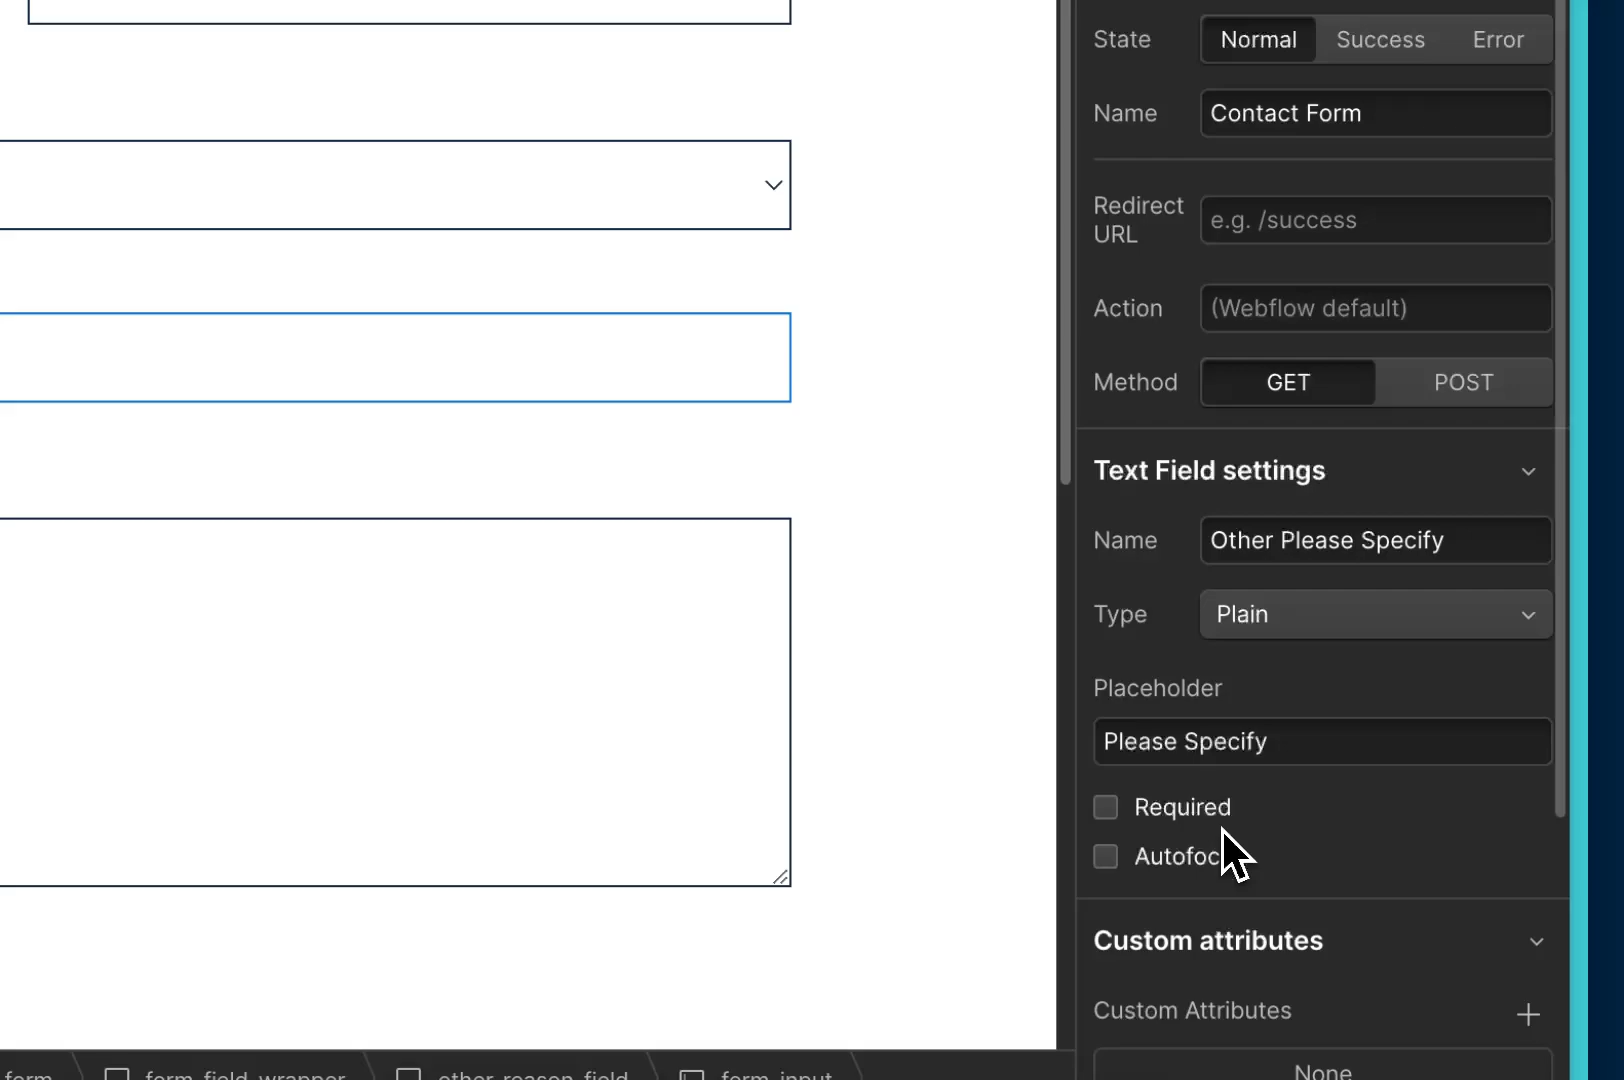 State Normal Success Error
Name Contact Form
Redirect URL e.g. /success
Action (Webflow default)
Method GET POST
Text Field settings
Name Other Please Specify
Type Plain
Placeholder
Please Specify
Required
Autofoc
Custom attributes
Custom Attributes
None
form form_field_wrapper other_reason_field form_input